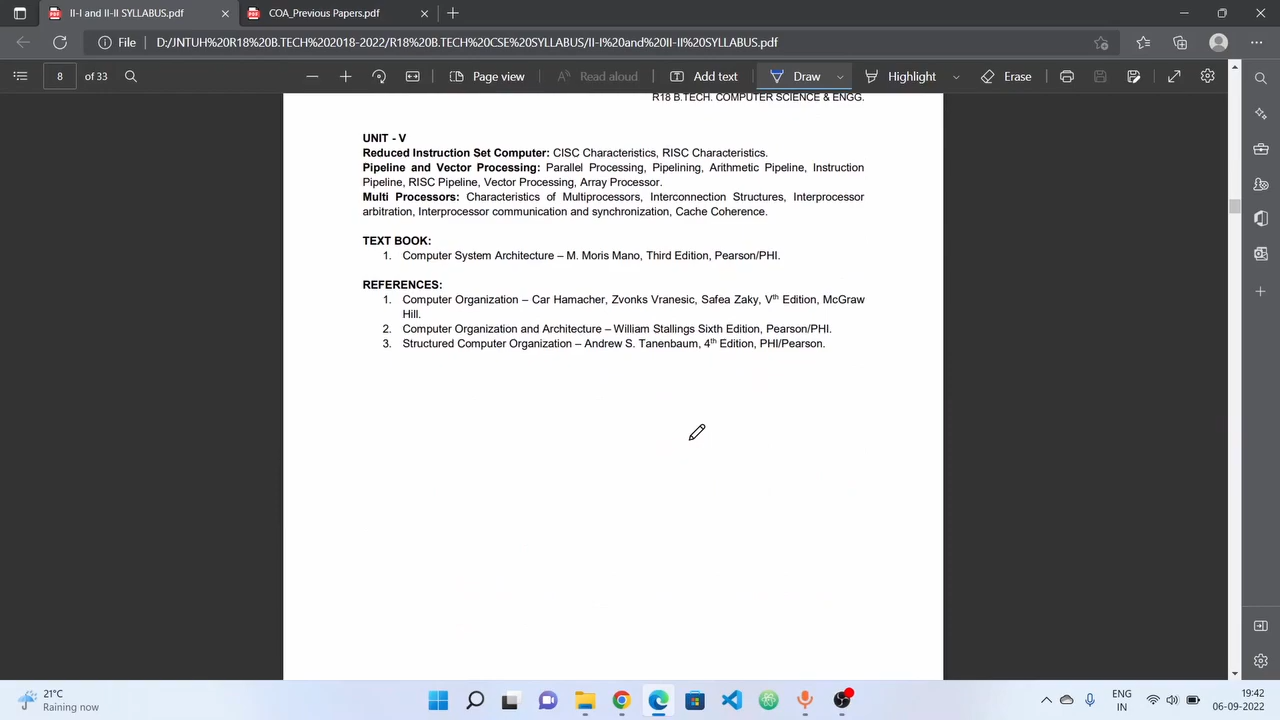 II-I and II-II SYLLABUS.pdf
COA_Previous Papers.pdf
File
D:/JNTUH%20R18%20B.TECH%202018-2022/R18%20B.TECH%20CSE%20SYLLABUS/II-I%20and%20II-II%20SYLLABUS.pdf
8 of 33
Page view
Read aloud
Add text
Draw
Highlight
Erase
R18 B.TECH. COMPUTER SCIENCE & ENGG.
UNIT - V
Reduced Instruction Set Computer: CISC Characteristics, RISC Characteristics.
Pipeline and Vector Processing: Parallel Processing, Pipelining, Arithmetic Pipeline, Instruction
Pipeline, RISC Pipeline, Vector Processing, Array Processor.
Multi Processors: Characteristics of Multiprocessors, Interconnection Structures, Interprocessor
arbitration, Interprocessor communication and synchronization, Cache Coherence.
TEXT BOOK:
1. Computer System Architecture – M. Moris Mano, Third Edition, Pearson/PHI.
REFERENCES:
1. Computer Organization – Car Hamacher, Zvonks Vranesic, Safea Zaky, Vth Edition, McGraw
Hill.
2. Computer Organization and Architecture – William Stallings Sixth Edition, Pearson/PHI.
3. Structured Computer Organization – Andrew S. Tanenbaum, 4th Edition, PHI/Pearson.
21°C
Raining now
ENG
IN
19:42
06-09-2022